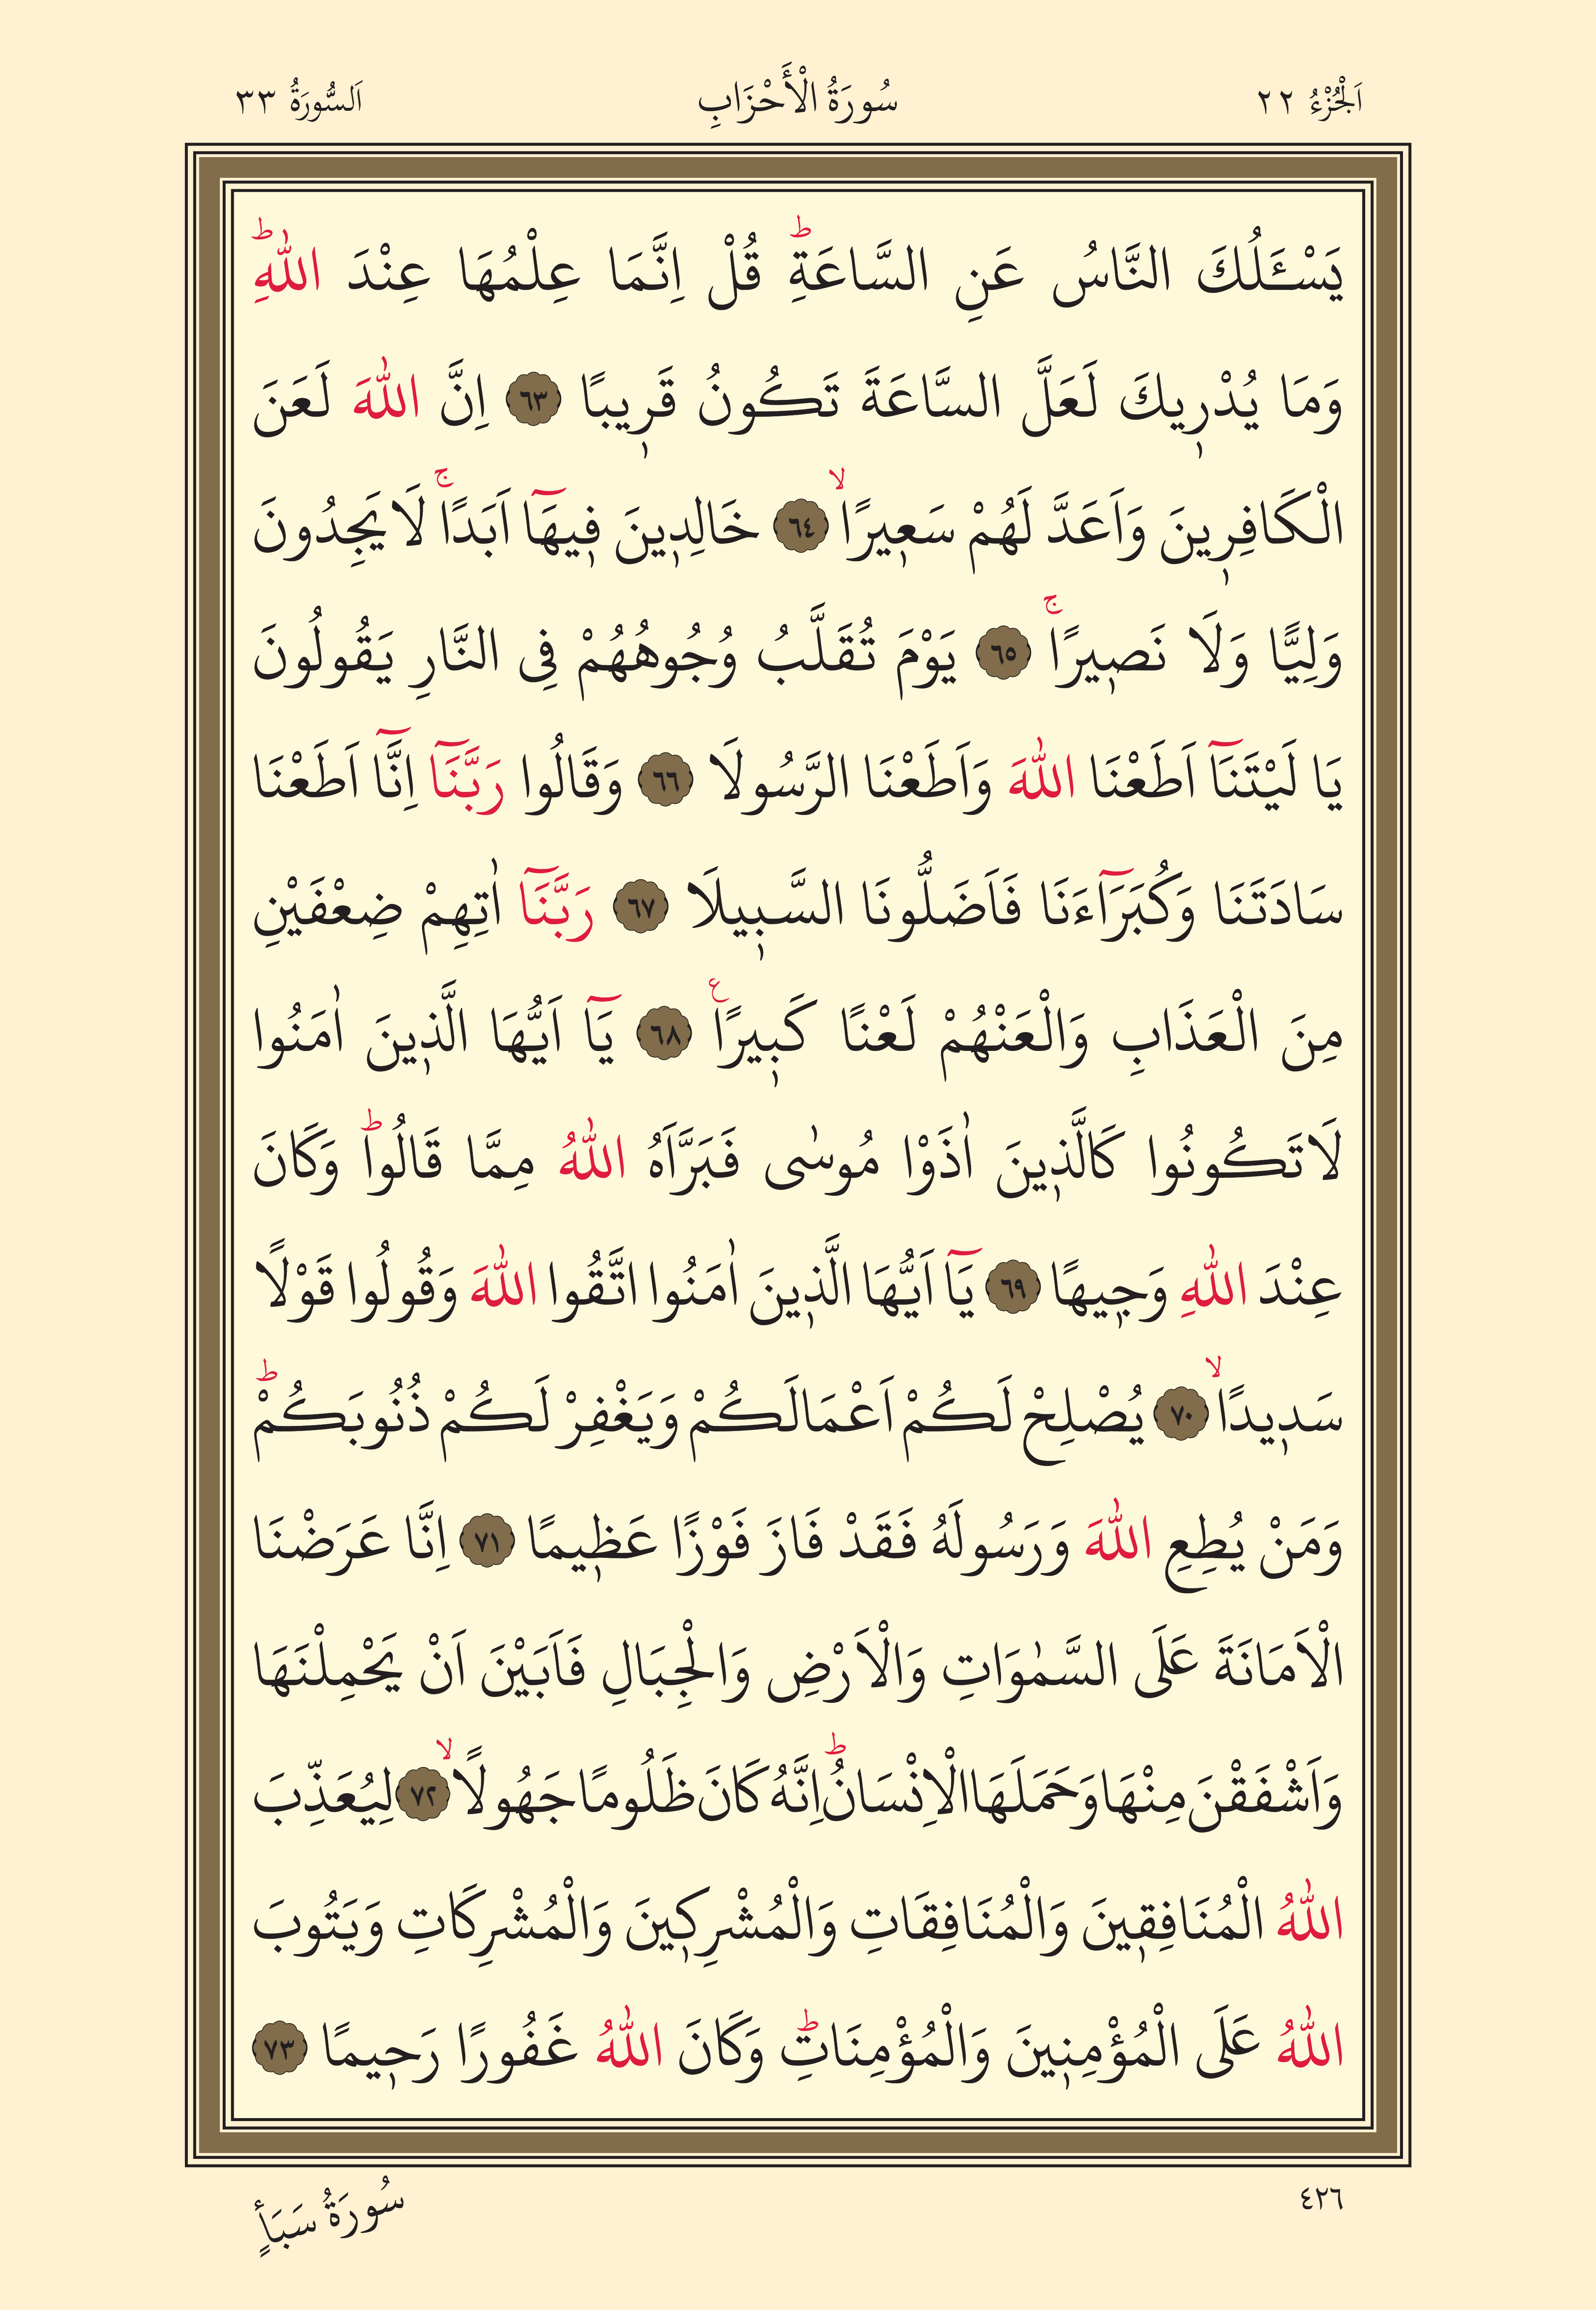 اَلْجُزْءُ ٢٢
سُورَةُ الْأَحْزَابِ
اَلسُّورَةُ ٣٣
يَسْـَٔلُكَ النَّاسُ عَنِ السَّاعَةِۜ قُلْ اِنَّمَا عِلْمُهَا عِنْدَ اللّٰهِۜ
وَمَا يُدْر۪يكَ لَعَلَّ السَّاعَةَ تَكُونُ قَر۪يبًا ﴿٦٣﴾ اِنَّ اللّٰهَ لَعَنَ
الْكَافِر۪ينَ وَاَعَدَّ لَهُمْ سَع۪يرًاۙ ﴿٦٤﴾ خَالِد۪ينَ ف۪يهَٓا اَبَدًاۚ لَا يَجِدُونَ
وَلِيًّا وَلَا نَص۪يرًاۚ ﴿٦٥﴾ يَوْمَ تُقَلَّبُ وُجُوهُهُمْ فِى النَّارِ يَقُولُونَ
يَا لَيْتَنَٓا اَطَعْنَا اللّٰهَ وَاَطَعْنَا الرَّسُولَا ﴿٦٦﴾ وَقَالُوا رَبَّنَٓا اِنَّٓا اَطَعْنَا
سَادَتَنَا وَكُبَرَٓاءَنَا فَاَضَلُّونَا السَّب۪يلَا ﴿٦٧﴾ رَبَّنَٓا اٰتِهِمْ ضِعْفَيْنِ
مِنَ الْعَذَابِ وَالْعَنْهُمْ لَعْنًا كَب۪يرًا۟ ﴿٦٨﴾ يَٓا اَيُّهَا الَّذ۪ينَ اٰمَنُوا
لَا تَكُونُوا كَالَّذ۪ينَ اٰذَوْا مُوسٰى فَبَرَّاَهُ اللّٰهُ مِمَّا قَالُواۜ وَكَانَ
عِنْدَ اللّٰهِ وَج۪يهًا ﴿٦٩﴾ يَٓا اَيُّهَا الَّذ۪ينَ اٰمَنُوا اتَّقُوا اللّٰهَ وَقُولُوا قَوْلًا
سَد۪يدًاۙ ﴿٧٠﴾ يُصْلِحْ لَكُمْ اَعْمَالَكُمْ وَيَغْفِرْ لَكُمْ ذُنُوبَكُمْۜ
وَمَنْ يُطِعِ اللّٰهَ وَرَسُولَهُ فَقَدْ فَازَ فَوْزًا عَظ۪يمًا ﴿٧١﴾ اِنَّا عَرَضْنَا
الْاَمَانَةَ عَلَى السَّمٰوَاتِ وَالْاَرْضِ وَالْجِبَالِ فَاَبَيْنَ اَنْ يَحْمِلْنَهَا
وَاَشْفَقْنَ مِنْهَا وَحَمَلَهَا الْاِنْسَانُۜ اِنَّهُ كَانَ ظَلُومًا جَهُولًاۙ ﴿٧٢﴾ لِيُعَذِّبَ
اللّٰهُ الْمُنَافِق۪ينَ وَالْمُنَافِقَاتِ وَالْمُشْرِك۪ينَ وَالْمُشْرِكَاتِ وَيَتُوبَ
اللّٰهُ عَلَى الْمُؤْمِن۪ينَ وَالْمُؤْمِنَاتِۜ وَكَانَ اللّٰهُ غَفُورًا رَح۪يمًا ﴿٧٣﴾
٤٢٦
سُورَةُ سَبَأٍ